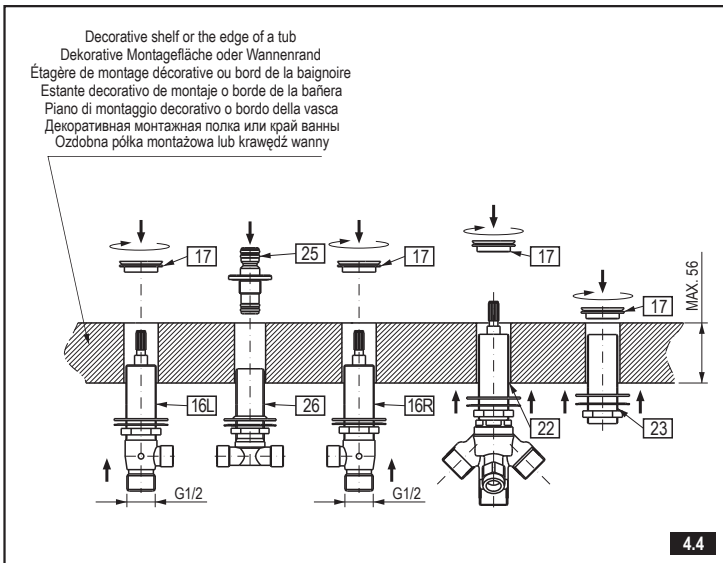 Decorative shelf or the edge of a tub
Dekorative Montagefläche oder Wannenrand
Étagère de montage décorative ou bord de la baignoire
Estante decorativo de montaje o borde de la bañera
Piano di montaggio decorativo o bordo della vasca
Декоративная монтажная полка или край ванны
Ozdobna półka montażowa lub krawędź wanny
17
25
17
17
17
MAX. 56
16L
26
16R
22
23
G1/2
G1/2
4.4